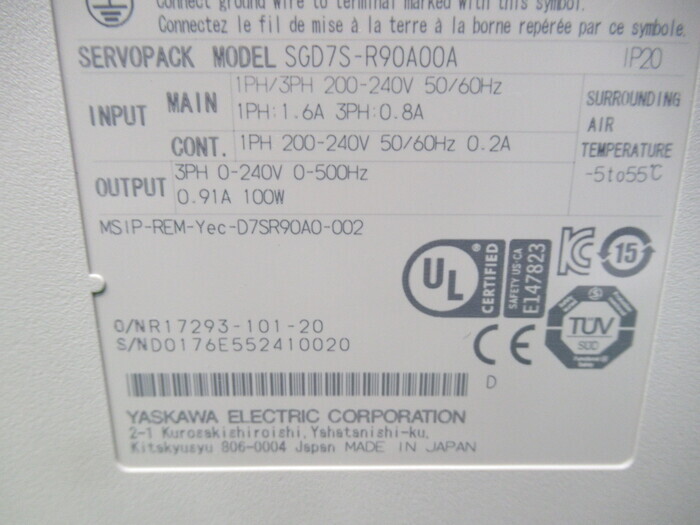 Connect ground wire to terminal marked with this symbol.
Connectez le fil de mise à la terre à la borne repérée par ce symbole.
SERVOPACK MODEL SGD7S-R90A00A IP20
INPUT MAIN 1PH/3PH 200-240V 50/60Hz
1PH:1.6A 3PH:0.8A
CONT. 1PH 200-240V 50/60Hz 0.2A
OUTPUT 3PH 0-240V 0-500Hz
0.91A 100W
SURROUNDING
AIR
TEMPERATURE
-5to55℃
MSIP-REM-Yec-D7SR90A0-002
UL ® CERTIFIED
SAFETY US-CA
E147823
15
O/NR17293-101-20
S/ND0176E552410020
CE
TÜV
SÜD
Functional
Safety
D
YASKAWA ELECTRIC CORPORATION
2-1 Kurosakishiroishi, Yahatanishi-ku,
Kitakyusyu 806-0004 Japan MADE IN JAPAN